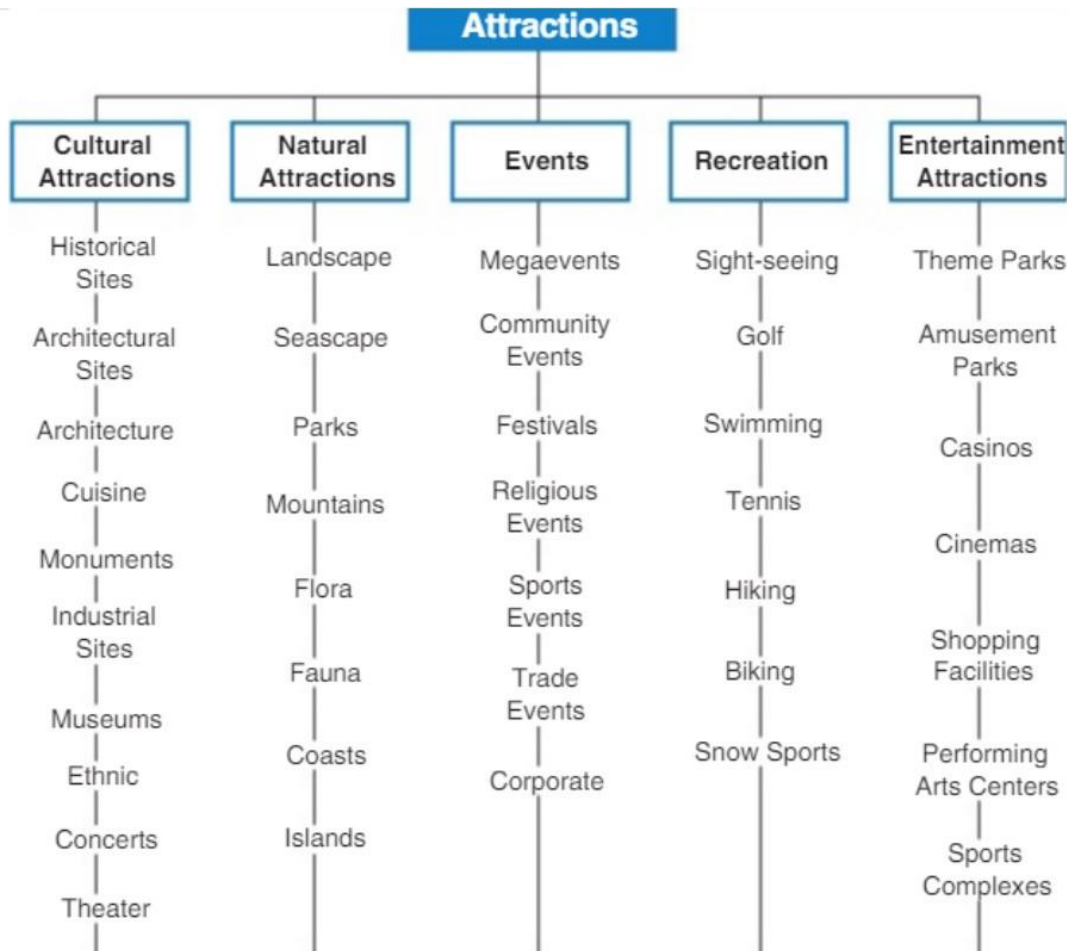 Attractions
Cultural
Attractions
Historical
Sites
Architectural
Sites
Architecture
Cuisine
Monuments
Industrial
Sites
Museums
Ethnic
Concerts
Theater
Natural
Attractions
Landscape
Seascape
Parks
Mountains
Flora
Fauna
Coasts
Islands
Events
Megaevents
Community
Events
Festivals
Religious
Events
Sports
Events
Trade
Events
Corporate
Recreation
Sight-seeing
Golf
Swimming
Tennis
Hiking
Biking
Snow Sports
Entertainment
Attractions
Theme Parks
Amusement
Parks
Casinos
Cinemas
Shopping
Facilities
Performing
Arts Centers
Sports
Complexes